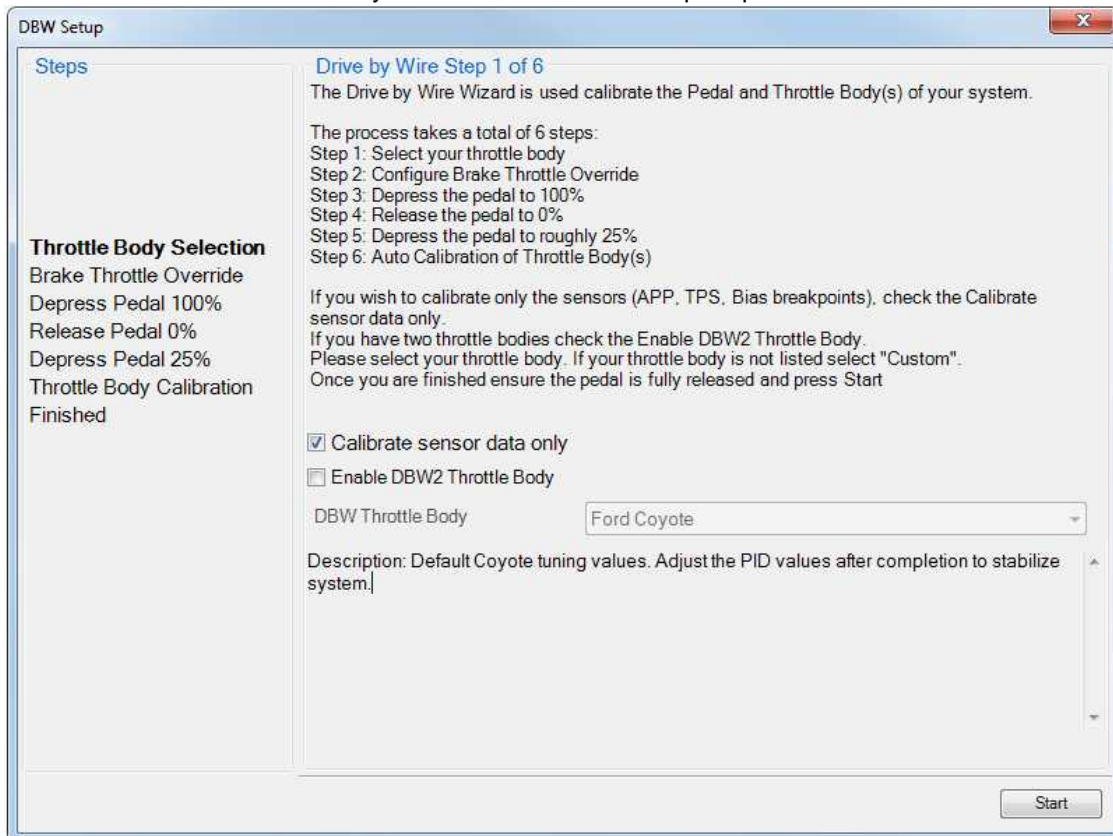 DBW Setup
Steps
Throttle Body Selection
Brake Throttle Override
Depress Pedal 100%
Release Pedal 0%
Depress Pedal 25%
Throttle Body Calibration
Finished
Drive by Wire Step 1 of 6
The Drive by Wire Wizard is used calibrate the Pedal and Throttle Body(s) of your system.
The process takes a total of 6 steps:
Step 1: Select your throttle body
Step 2: Configure Brake Throttle Override
Step 3: Depress the pedal to 100%
Step 4: Release the pedal to 0%
Step 5: Depress the pedal to roughly 25%
Step 6: Auto Calibration of Throttle Body(s)
If you wish to calibrate only the sensors (APP, TPS, Bias breakpoints), check the Calibrate
sensor data only.
If you have two throttle bodies check the Enable DBW2 Throttle Body.
Please select your throttle body. If your throttle body is not listed select "Custom".
Once you are finished ensure the pedal is fully released and press Start
Calibrate sensor data only
Enable DBW2 Throttle Body
DBW Throttle Body
Ford Coyote
Description: Default Coyote tuning values. Adjust the PID values after completion to stabilize
system.
Start